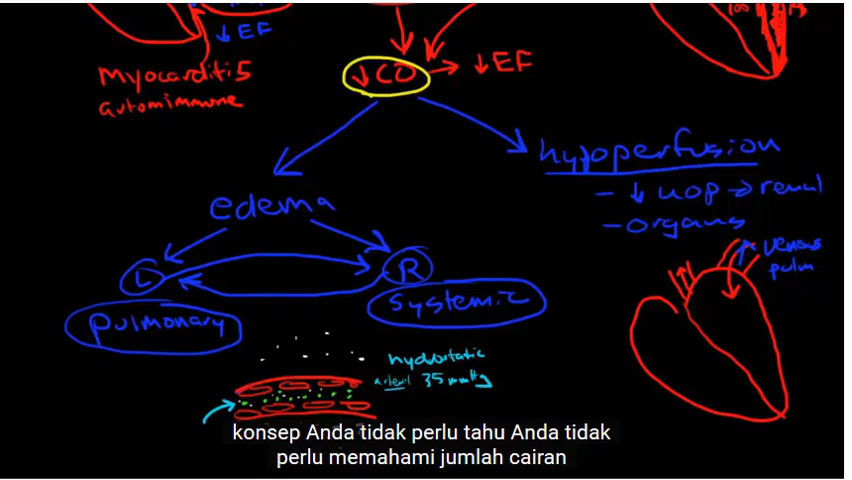 ↓ EF
myocarditis
autoimmune
↓ CO → ↓ EF
hypoperfusion
- ↓ UOP → renal
- organs
edema
L
R
pulmonary
systemic
venous
pulm
hydrostatic
arterial 35 mmHg
konsep Anda tidak perlu tahu Anda tidak
perlu memahami jumlah cairan